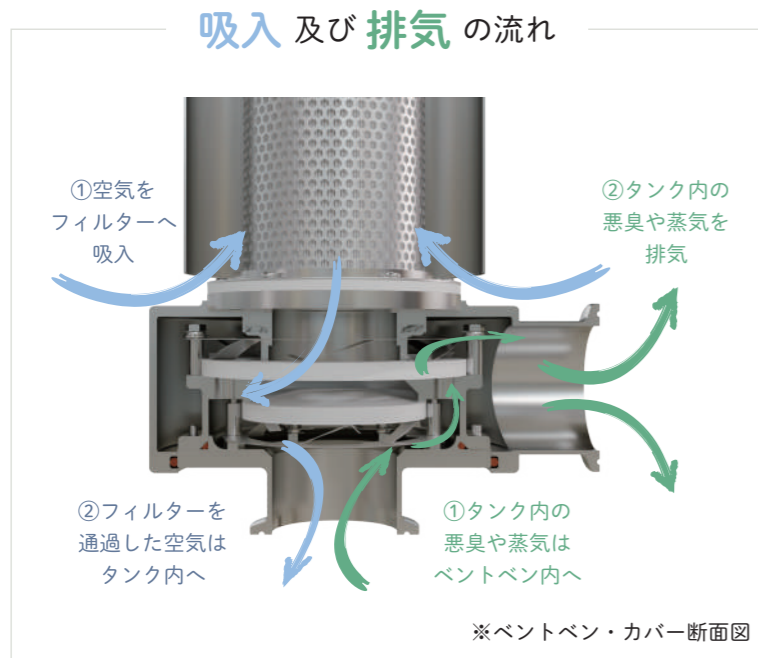 吸入 及び 排気 の流れ
①空気を
フィルターへ
吸入
②タンク内の
悪臭や蒸気を
排気
②フィルターを
通過した空気は
タンク内へ
①タンク内の
悪臭や蒸気は
ベントベン内へ
※ベントベン・カバー断面図